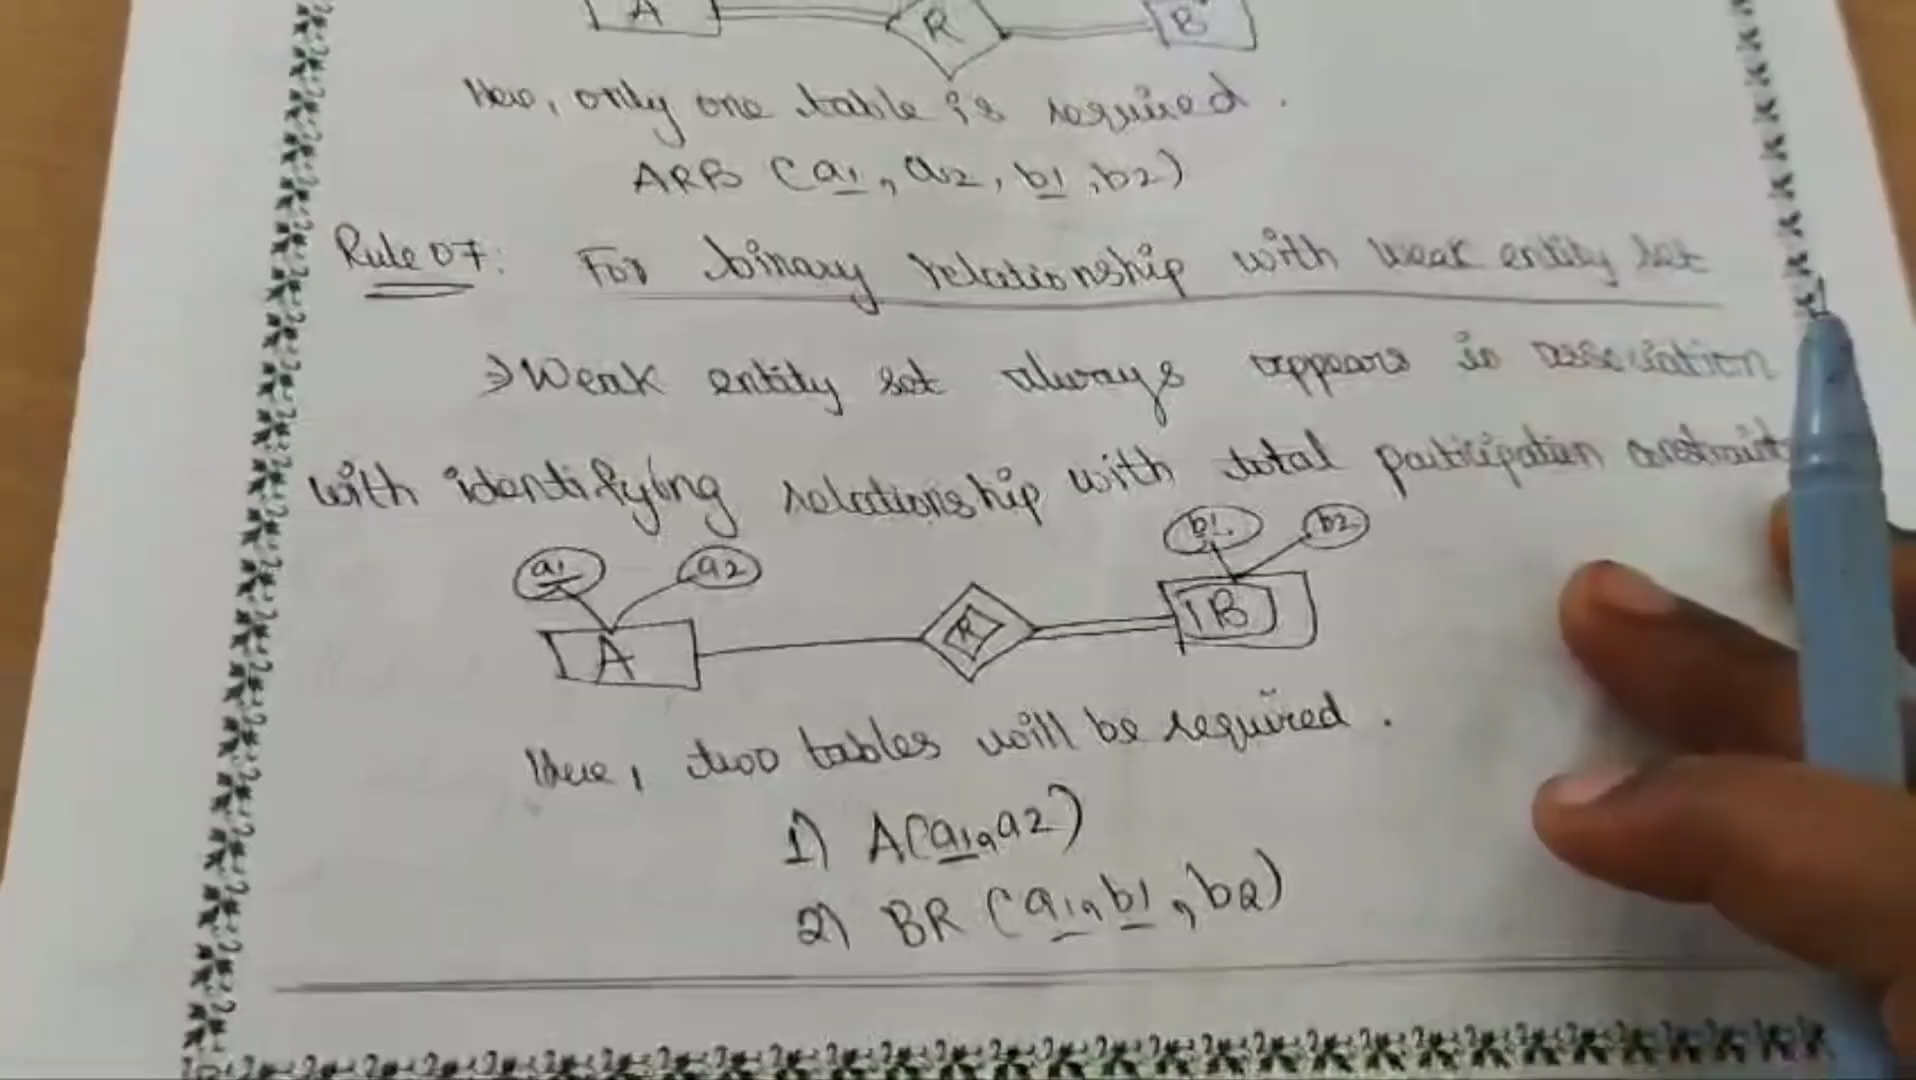 A R B
Here, only one table is required.
ARB (a1, a2, b1, b2)
Rule 07: For binary relationship with weak entity set
⇒ Weak entity set always appears in association
with identifying relationship with total participation constraint
a1 a2 b1 b2
A R B
Here, two tables will be required.
1) A(a1, a2)
2) BR (a1, b1, b2)